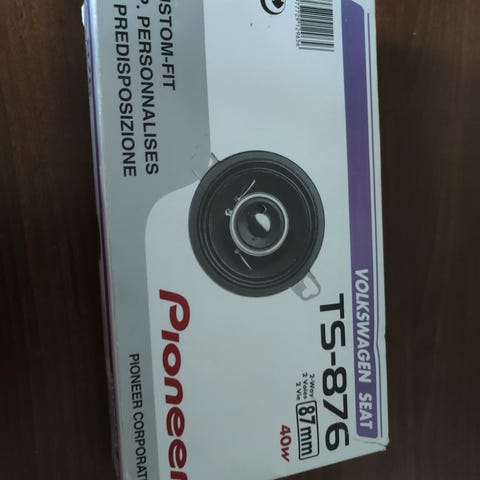 VOLKSWAGEN SEAT
TS-876
2-Way
2 Voies
2 Vie
87mm
40w
USTOM-FIT
P. PERSONNALISES
PREDISPOSIZIONE
Pioneer
PIONEER CORPORAT